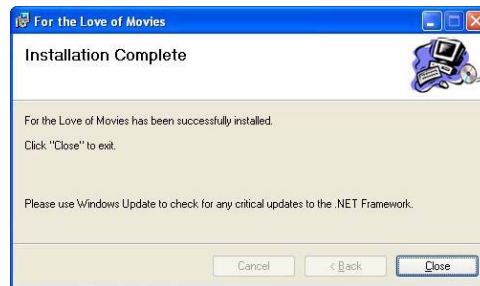 For the Love of Movies
Installation Complete
For the Love of Movies has been successfully installed.
Click "Close" to exit.
Please use Windows Update to check for any critical updates to the .NET Framework.
Cancel < Back Close